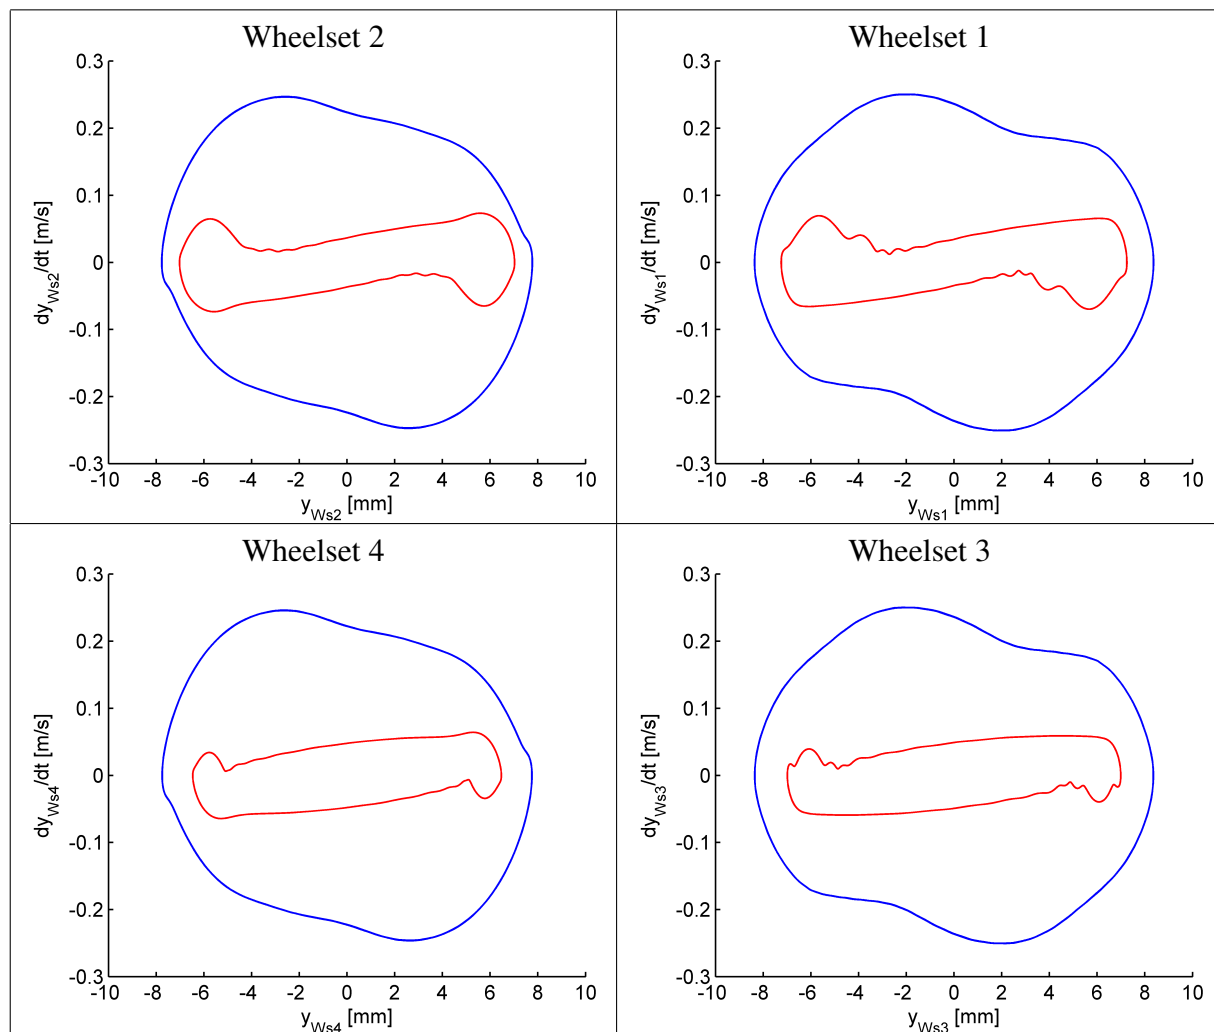 Wheelset 2
0.3
0.2
0.1
0
-0.1
-0.2
-0.3
dy_Ws2/dt [m/s]
-10 -8 -6 -4 -2 0 2 4 6 8 10
y_Ws2 [mm]
Wheelset 1
0.3
0.2
0.1
0
-0.1
-0.2
-0.3
dy_Ws1/dt [m/s]
-10 -8 -6 -4 -2 0 2 4 6 8 10
y_Ws1 [mm]
Wheelset 4
0.3
0.2
0.1
0
-0.1
-0.2
-0.3
dy_Ws4/dt [m/s]
-10 -8 -6 -4 -2 0 2 4 6 8 10
y_Ws4 [mm]
Wheelset 3
0.3
0.2
0.1
0
-0.1
-0.2
-0.3
dy_Ws3/dt [m/s]
-10 -8 -6 -4 -2 0 2 4 6 8 10
y_Ws3 [mm]